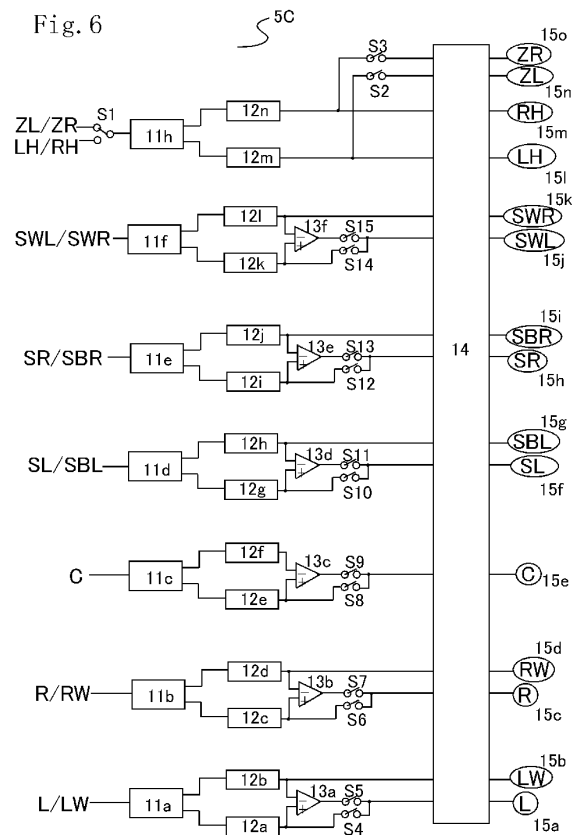 Fig. 6
5C
S3
15o
ZR
ZL
S2
15n
S1
12n
RH
ZL/ZR
11h
15m
LH/RH
12m
LH
15l
15k
12l
13f
S15
SWR
SWL/SWR
11f
SWL
12k
S14
15j
15i
12j
13e
S13
SBR
SR/SBR
11e
14
SR
12i
S12
15h
15g
12h
13d
S11
SBL
SL/SBL
11d
SL
12g
S10
15f
12f
13c
S9
C
11c
C
12e
S8
15e
15d
12d
13b
S7
RW
R/RW
11b
R
12c
S6
15c
15b
12b
13a
S5
LW
L/LW
11a
L
12a
S4
15a